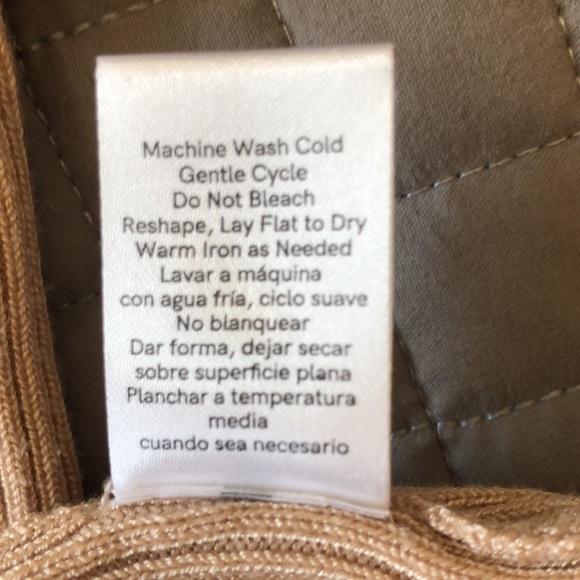 Machine Wash Cold
Gentle Cycle
Do Not Bleach
Reshape, Lay Flat to Dry
Warm Iron as Needed
Lavar a máquina
con agua fría, ciclo suave
No blanquear
Dar forma, dejar secar
sobre superficie plana
Planchar a temperatura
media
cuando sea necesario